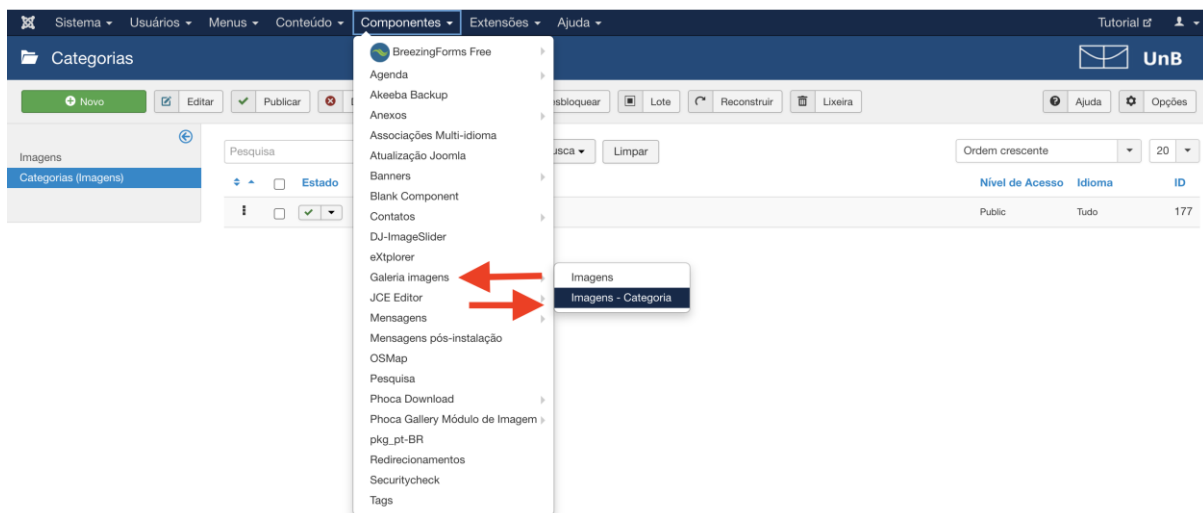 Sistema Usuários Menus Conteúdo Componentes Extensões Ajuda Tutorial
Categorias UnB
Novo Editar Publicar sbloquear Lote Reconstruir Lixeira Ajuda Opções
Imagens
Categorias (Imagens)
Pesquisa usca Limpar Ordem crescente 20
Estado Nível de Acesso Idioma ID
Public Tudo 177
BreezingForms Free
Agenda
Akeeba Backup
Anexos
Associações Multi-idioma
Atualização Joomla
Banners
Blank Component
Contatos
DJ-ImageSlider
eXtplorer
Galeria imagens
JCE Editor
Mensagens
Mensagens pós-instalação
OSMap
Pesquisa
Phoca Download
Phoca Gallery Módulo de Imagem
pkg_pt-BR
Redirecionamentos
Securitycheck
Tags
Imagens
Imagens - Categoria